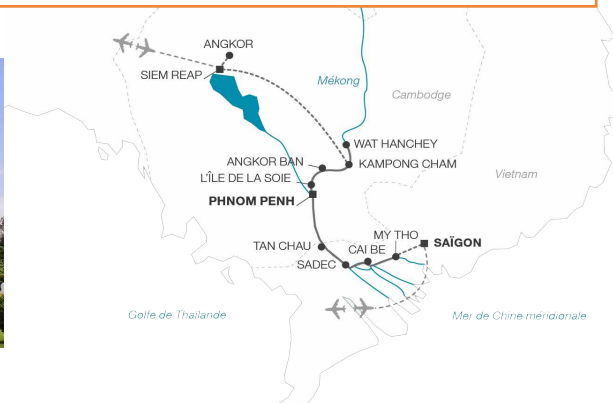 ANGKOR
SIEM REAP
Mékong
Cambodge
WAT HANCHEY
ANGKOR BAN
KAMPONG CHAM
L'ÎLE DE LA SOIE
Vietnam
PHNOM PENH
MY THO
TAN CHAU
CAI BE
SAÏGON
SADEC
Golfe de Thaïlande
Mer de Chine méridionale